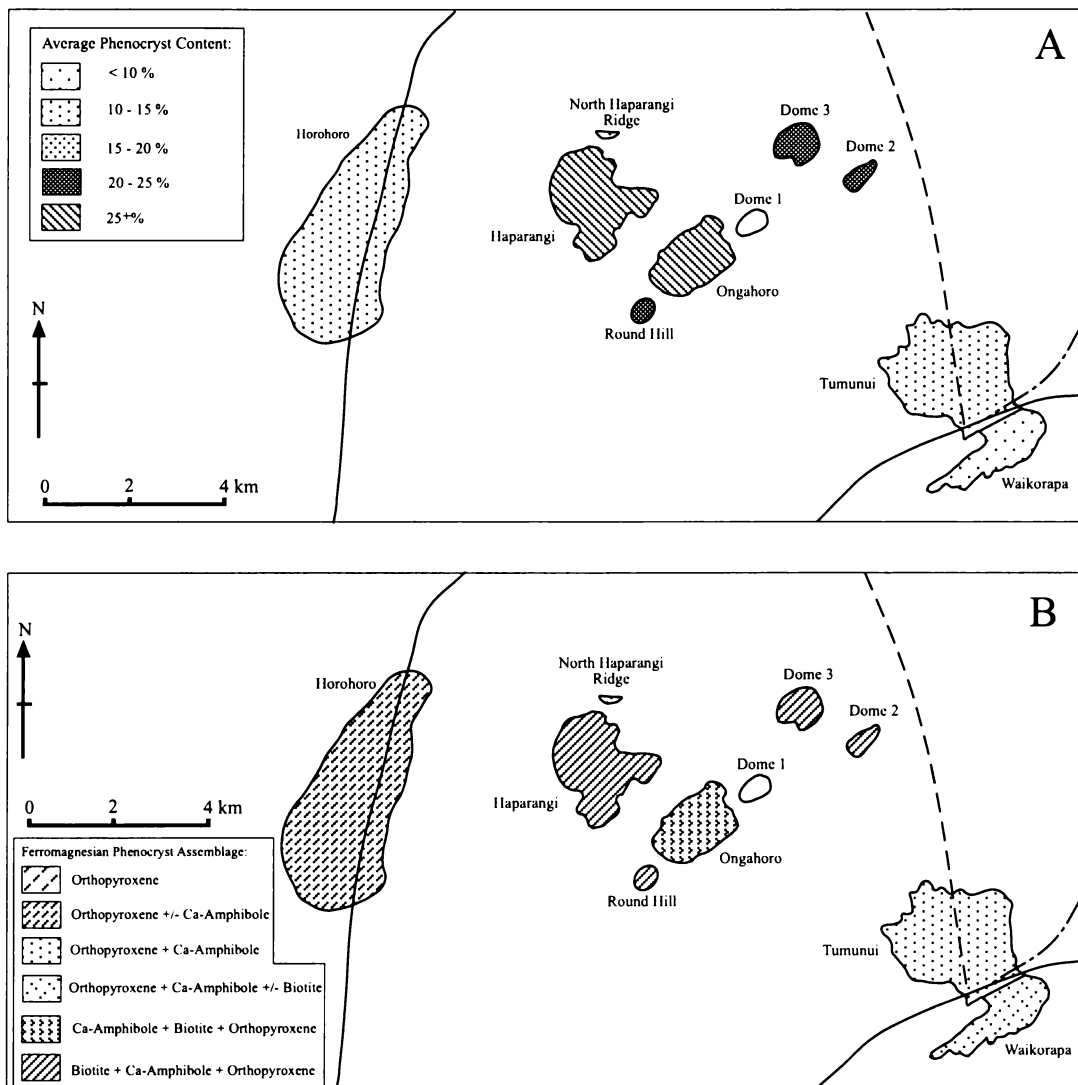 A
Average Phenocryst Content:
< 10 %
10 - 15 %
15 - 20 %
20 - 25 %
25+%
Horohoro
North Haparangi
Ridge
Dome 3
Dome 2
Dome 1
Haparangi
Ongahoro
Round Hill
N
Tumunui
Waikorapa
0 2 4 km
B
N
Horohoro
North Haparangi
Ridge
Dome 3
Dome 2
Dome 1
Haparangi
Ongahoro
Round Hill
0 2 4 km
Tumunui
Waikorapa
Ferromagnesian Phenocryst Assemblage:
Orthopyroxene
Orthopyroxene +/- Ca-Amphibole
Orthopyroxene + Ca-Amphibole
Orthopyroxene + Ca-Amphibole +/- Biotite
Ca-Amphibole + Biotite + Orthopyroxene
Biotite + Ca-Amphibole + Orthopyroxene